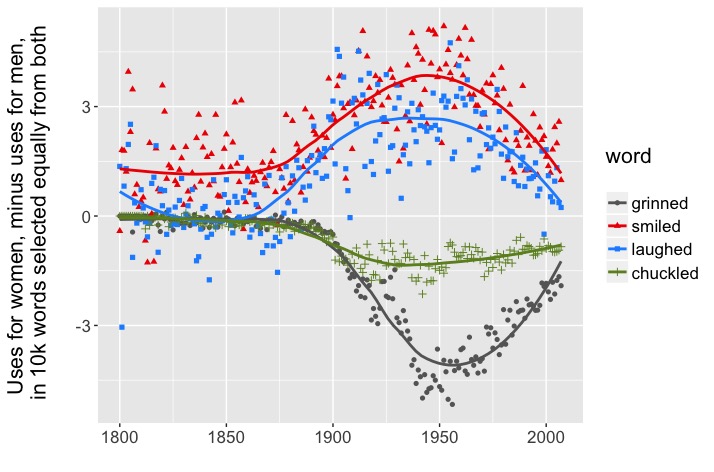 Uses for women, minus uses for men,
in 10k words selected equally from both
3
0
-3
1800
1850
1900
1950
2000
word
grinned
smiled
laughed
chuckled